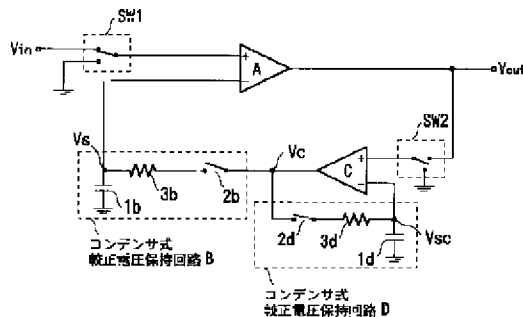 SW1
Vin
A
Vout
SW2
Vs
Vc
C
3b
2b
1b
2d
3d
Vsc
1d
コンデンサ式
較正電圧保持回路 B
コンデンサ式
較正電圧保持回路 D